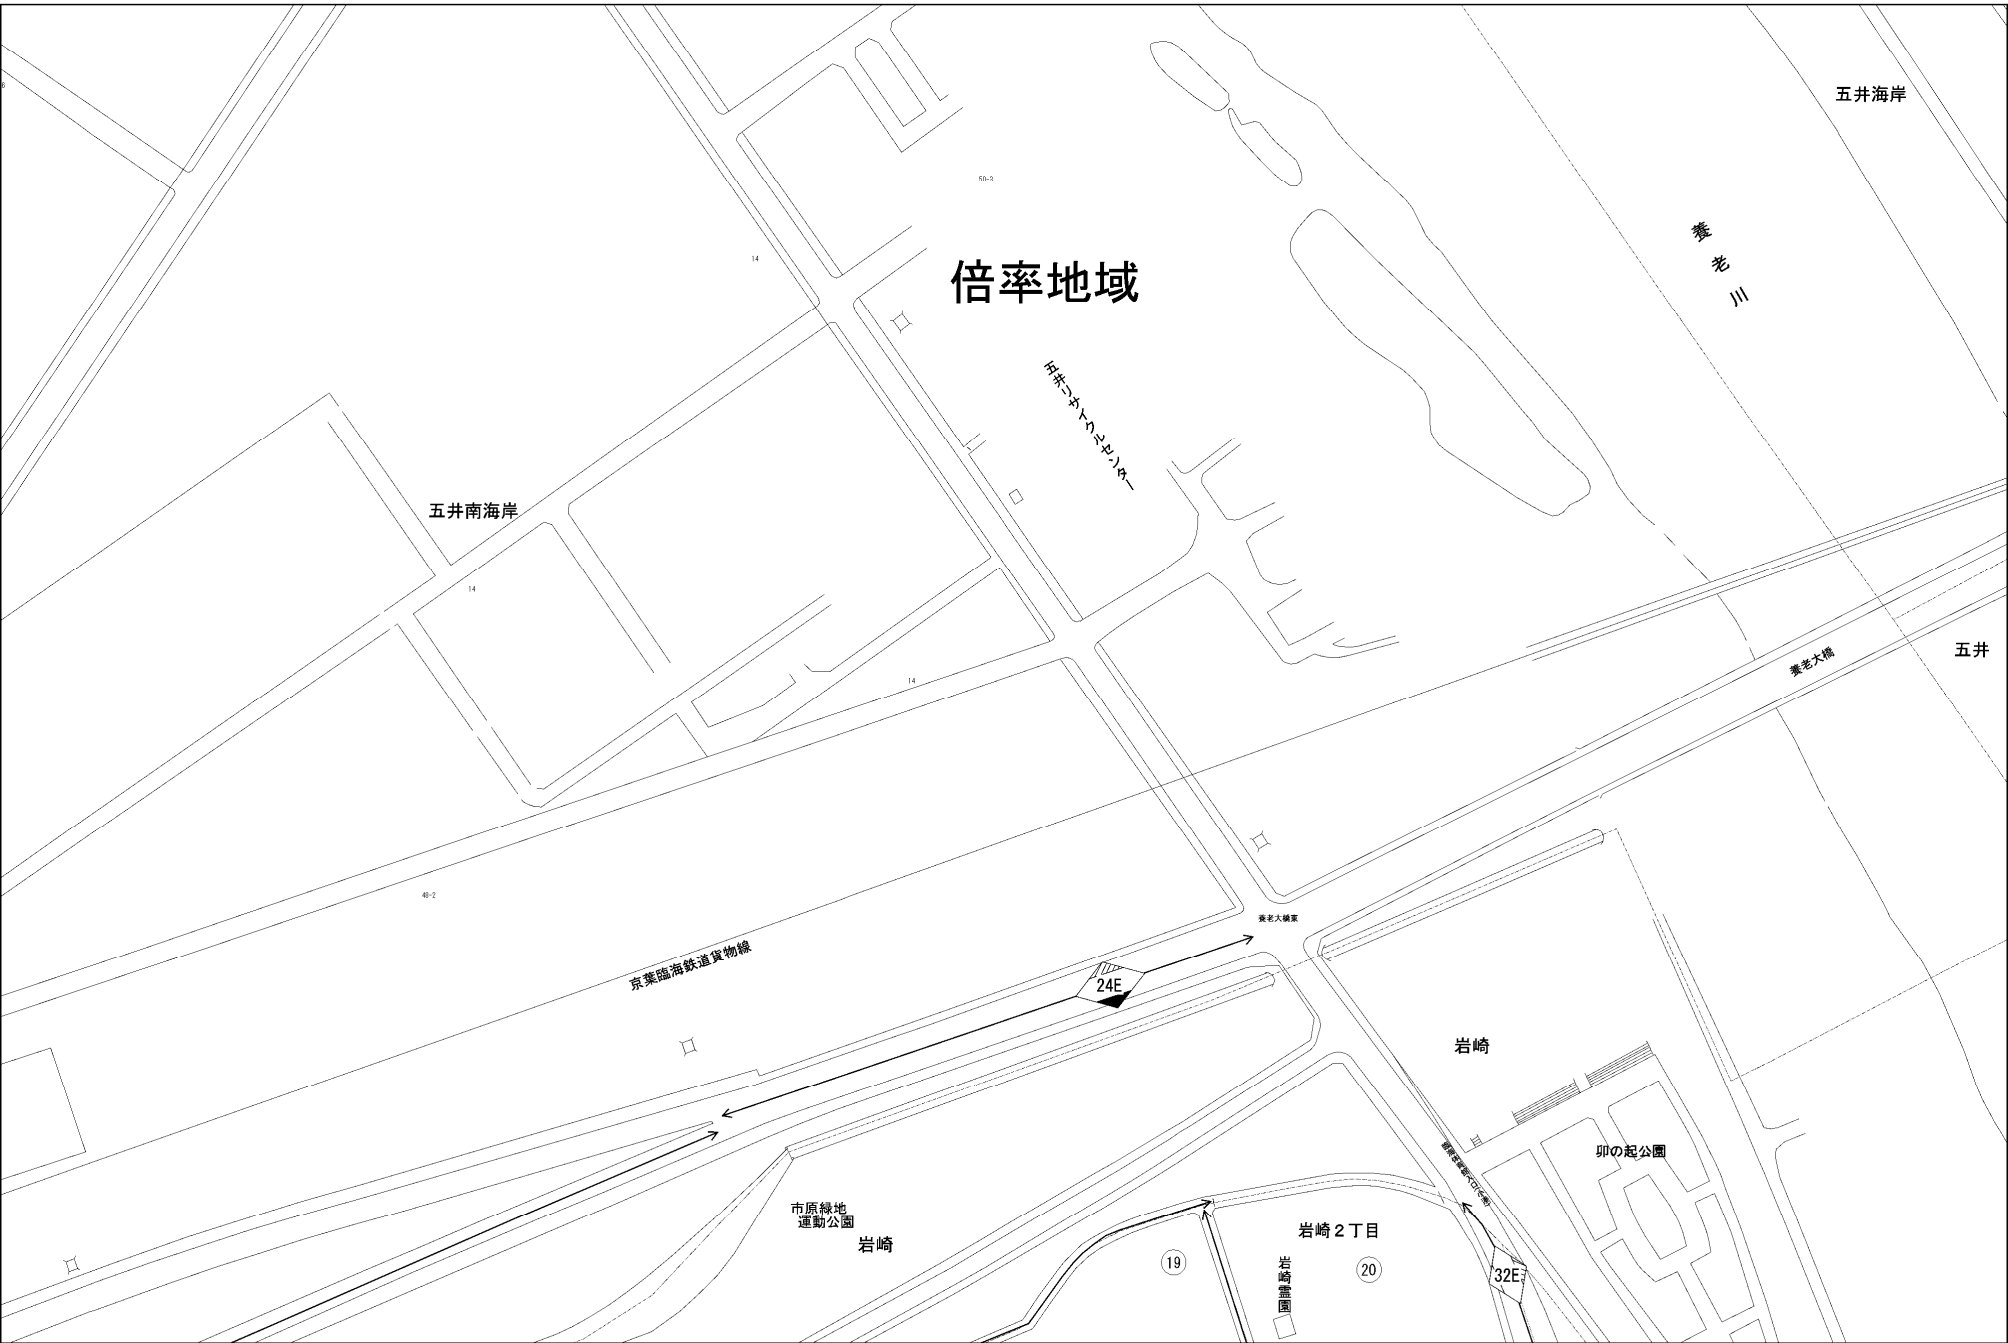 6
五井海岸
50-3
14
養老川
倍率地域
五井リサイクルセンター
五井南海岸
14
五井
養老大橋
14
48-2
養老大橋東
京葉臨海鉄道貨物線
24E
岩崎
卯の起公園
市原緑地
運動公園
岩崎
岩崎2丁目
19
20
岩崎霊園
32E